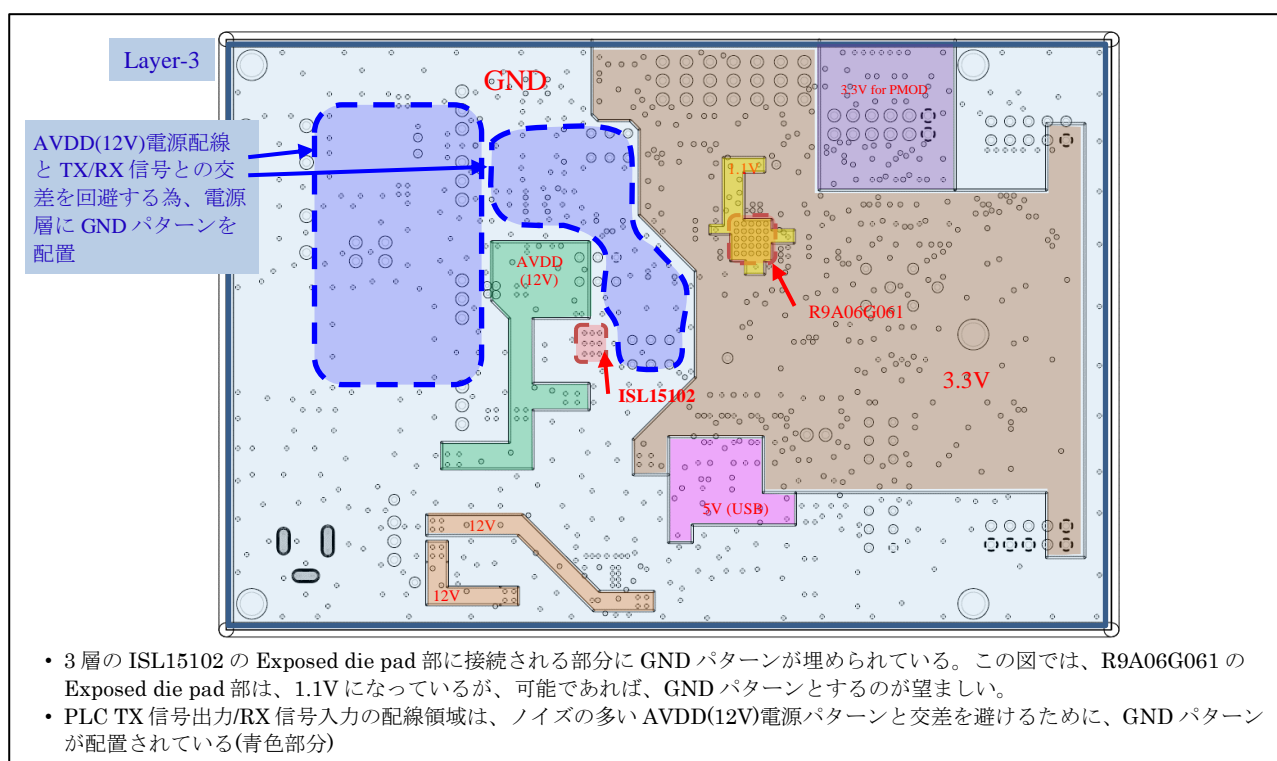 Layer-3
GND
3.3V for PMOD
AVDD(12V)電源配線
と TX/RX 信号との交
差を回避する為、電源
層に GND パターンを
配置
1.1V
AVDD
(12V)
R9A06G061
3.3V
ISL15102
5V (USB)
12V
12V
• 3 層の ISL15102 の Exposed die pad 部に接続される部分に GND パターンが埋められている。この図では、R9A06G061 の
Exposed die pad 部は、1.1V になっているが、可能であれば、GND パターンとするのが望ましい。
• PLC TX 信号出力/RX 信号入力の配線領域は、ノイズの多い AVDD(12V)電源パターンと交差を避けるために、GND パターン
が配置されている(青色部分)